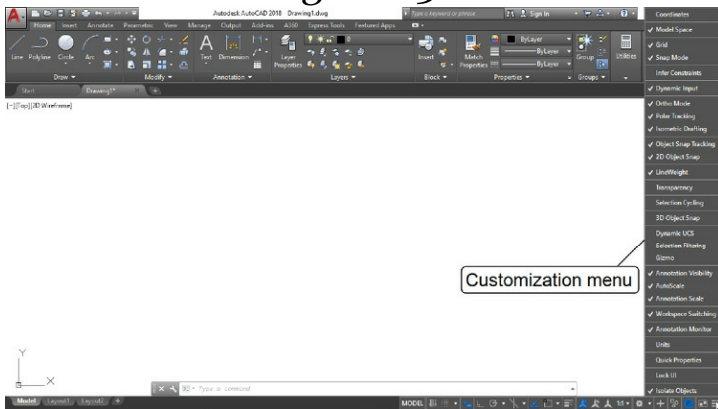 Autodesk AutoCAD 2018 Drawing1.dwg
Type a keyword or phrase
Sign In
Home Insert Annotate Parametric View Manage Output Add-ins A360 Express Tools Featured Apps
Line Polyline Circle Arc
Text Dimension
Layer Properties
0
Insert
Match Properties
ByLayer
ByLayer
ByLayer
Group
Utilities
Draw Modify Annotation Layers Block Properties Groups
Start Drawing1*
[−][Top][2D Wireframe]
Coordinates
Model Space
Grid
Snap Mode
Infer Constraints
Dynamic Input
Ortho Mode
Polar Tracking
Isometric Drafting
Object Snap Tracking
2D Object Snap
LineWeight
Transparency
Selection Cycling
3D Object Snap
Dynamic UCS
Selection Filtering
Gizmo
Annotation Visibility
AutoScale
Annotation Scale
Workspace Switching
Annotation Monitor
Units
Quick Properties
Lock UI
Isolate Objects
Customization menu
Y
X
Type a command
Model Layout1 Layout2 +
MODEL
1:1